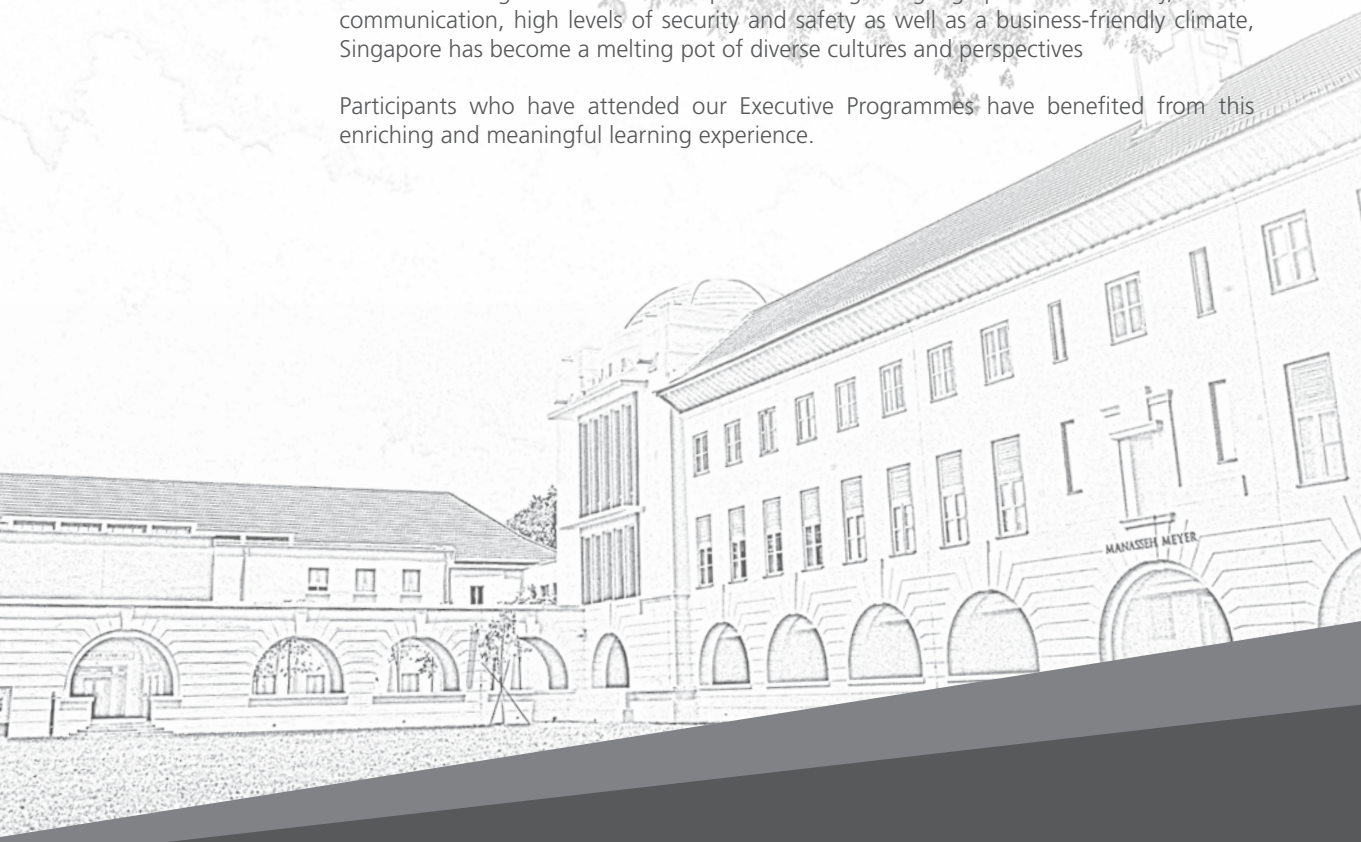 communication, high levels of security and safety as well as a business-friendly climate,
Singapore has become a melting pot of diverse cultures and perspectives
Participants who have attended our Executive Programmes have benefited from this
enriching and meaningful learning experience.
MANASSEH MEYER